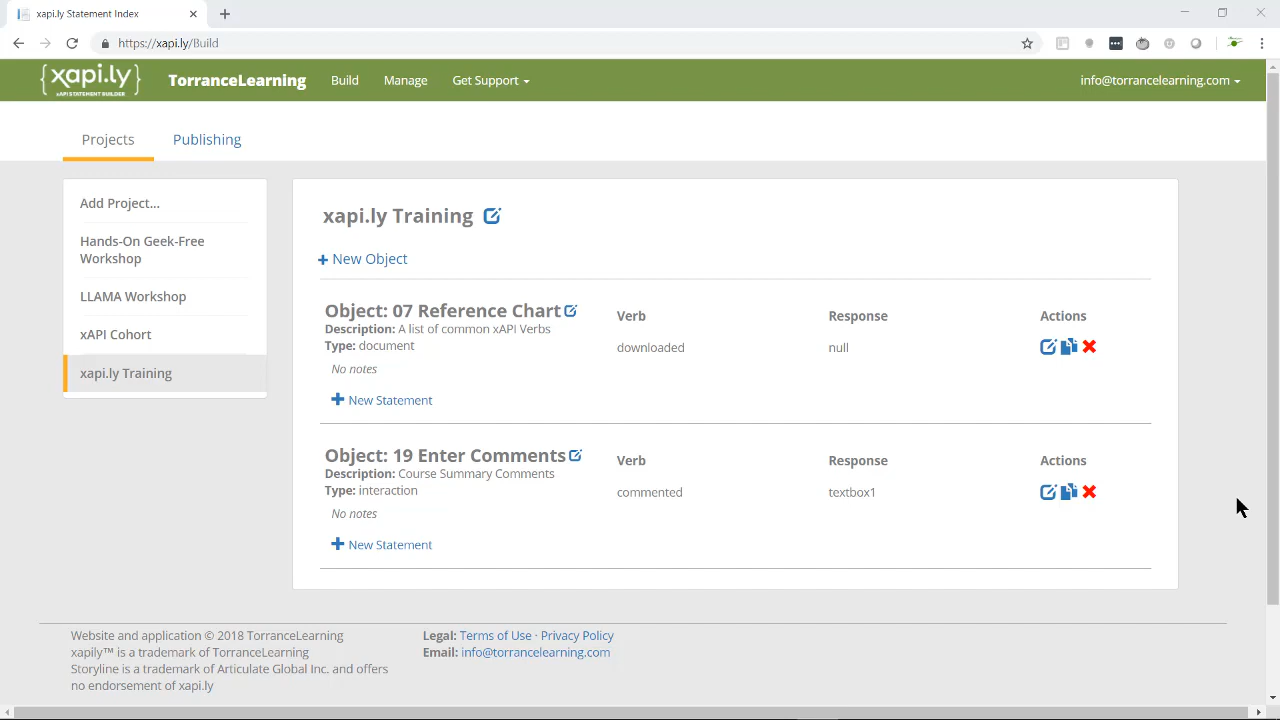 xapi.ly Statement Index
https://xapi.ly/Build
{xapi.ly}
xAPI STATEMENT BUILDER
TorranceLearning
Build
Manage
Get Support
info@torrancelearning.com
Projects
Publishing
Add Project...
Hands-On Geek-Free
Workshop
LLAMA Workshop
xAPI Cohort
xapi.ly Training
xapi.ly Training
New Object
Object: 07 Reference Chart
Description: A list of common xAPI Verbs
Type: document
No notes
New Statement
Verb
Response
Actions
downloaded
null
Object: 19 Enter Comments
Description: Course Summary Comments
Type: interaction
No notes
New Statement
Verb
Response
Actions
commented
textbox1
Website and application © 2018 TorranceLearning
xapily™ is a trademark of TorranceLearning
Storyline is a trademark of Articulate Global Inc. and offers
no endorsement of xapi.ly
Legal: Terms of Use · Privacy Policy
Email: info@torrancelearning.com